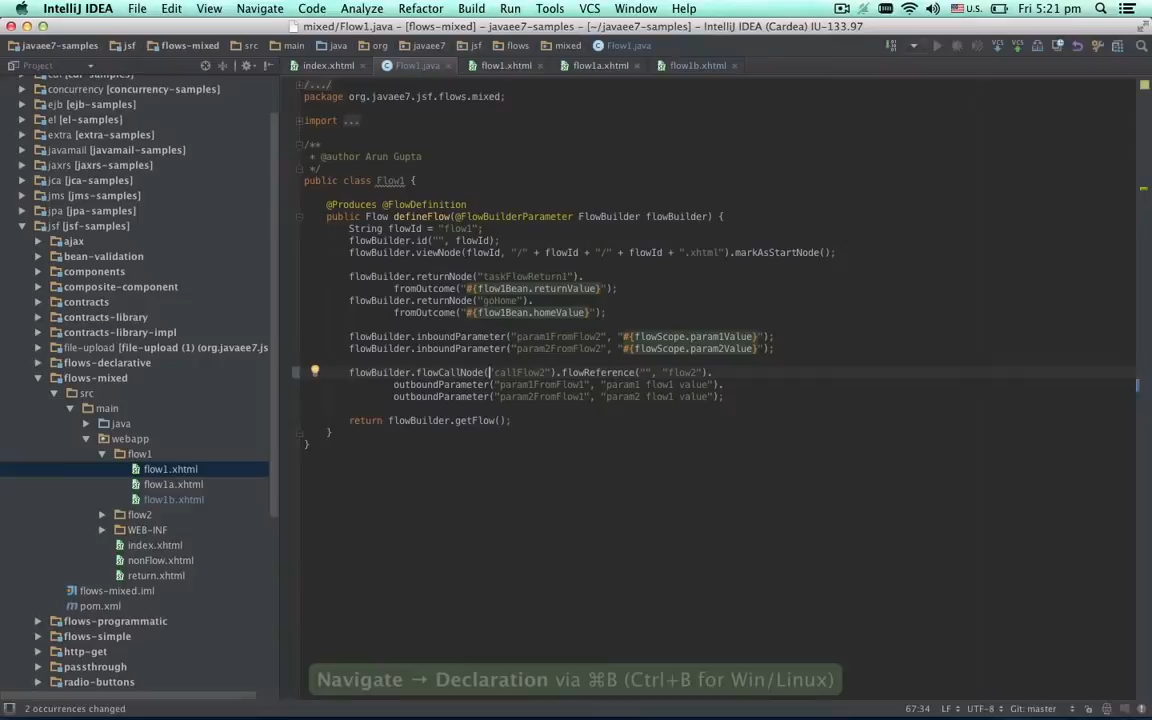 IntelliJ IDEA File Edit View Navigate Code Analyze Refactor Build Run Tools VCS Window Help U.S. Fri 5:21 pm
mixed/Flow1.java - [flows-mixed] - [~/javaee7-samples] - IntelliJ IDEA (Cardea) IU-133.97
javaee7-samples jsf flows-mixed src main java org javaee7 jsf flows mixed Flow1.java
Project
index.xhtml Flow1.java flow1.xhtml flow1a.xhtml flow1b.xhtml
concurrency (concurrency-samples)
ejb (ejb-samples)
el (el-samples)
extra (extra-samples)
javamail (javamail-samples)
jaxrs (jaxrs-samples)
jca (jca-samples)
jms (jms-samples)
jpa (jpa-samples)
jsf [jsf-samples]
ajax
bean-validation
components
composite-component
contracts
contracts-library
contracts-library-impl
file-upload [file-upload (1) (org.javaee7.js
flows-declarative
flows-mixed
src
main
java
webapp
flow1
flow1.xhtml
flow1a.xhtml
flow1b.xhtml
flow2
WEB-INF
index.xhtml
nonFlow.xhtml
return.xhtml
flows-mixed.iml
pom.xml
flows-programmatic
flows-simple
http-get
passthrough
radio-buttons
/.../
package org.javaee7.jsf.flows.mixed;
import ...
/**
* @author Arun Gupta
*/
public class Flow1 {
@Produces @FlowDefinition
public Flow defineFlow(@FlowBuilderParameter FlowBuilder flowBuilder) {
String flowId = "flow1";
flowBuilder.id("", flowId);
flowBuilder.viewNode(flowId, "/" + flowId + "/" + flowId + ".xhtml").markAsStartNode();
flowBuilder.returnNode("taskFlowReturn1").
fromOutcome("#{flow1Bean.returnValue}");
flowBuilder.returnNode("goHome").
fromOutcome("#{flow1Bean.homeValue}");
flowBuilder.inboundParameter("param1FromFlow2", "#{flowScope.param1Value}");
flowBuilder.inboundParameter("param2FromFlow2", "#{flowScope.param2Value}");
flowBuilder.flowCallNode("callFlow2").flowReference("", "flow2").
outboundParameter("param1FromFlow1", "param1 flow1 value").
outboundParameter("param2FromFlow1", "param2 flow1 value");
return flowBuilder.getFlow();
}
}
Navigate → Declaration via ⌘B (Ctrl+B for Win/Linux)
2 occurrences changed 67:34 LF UTF-8 Git: master